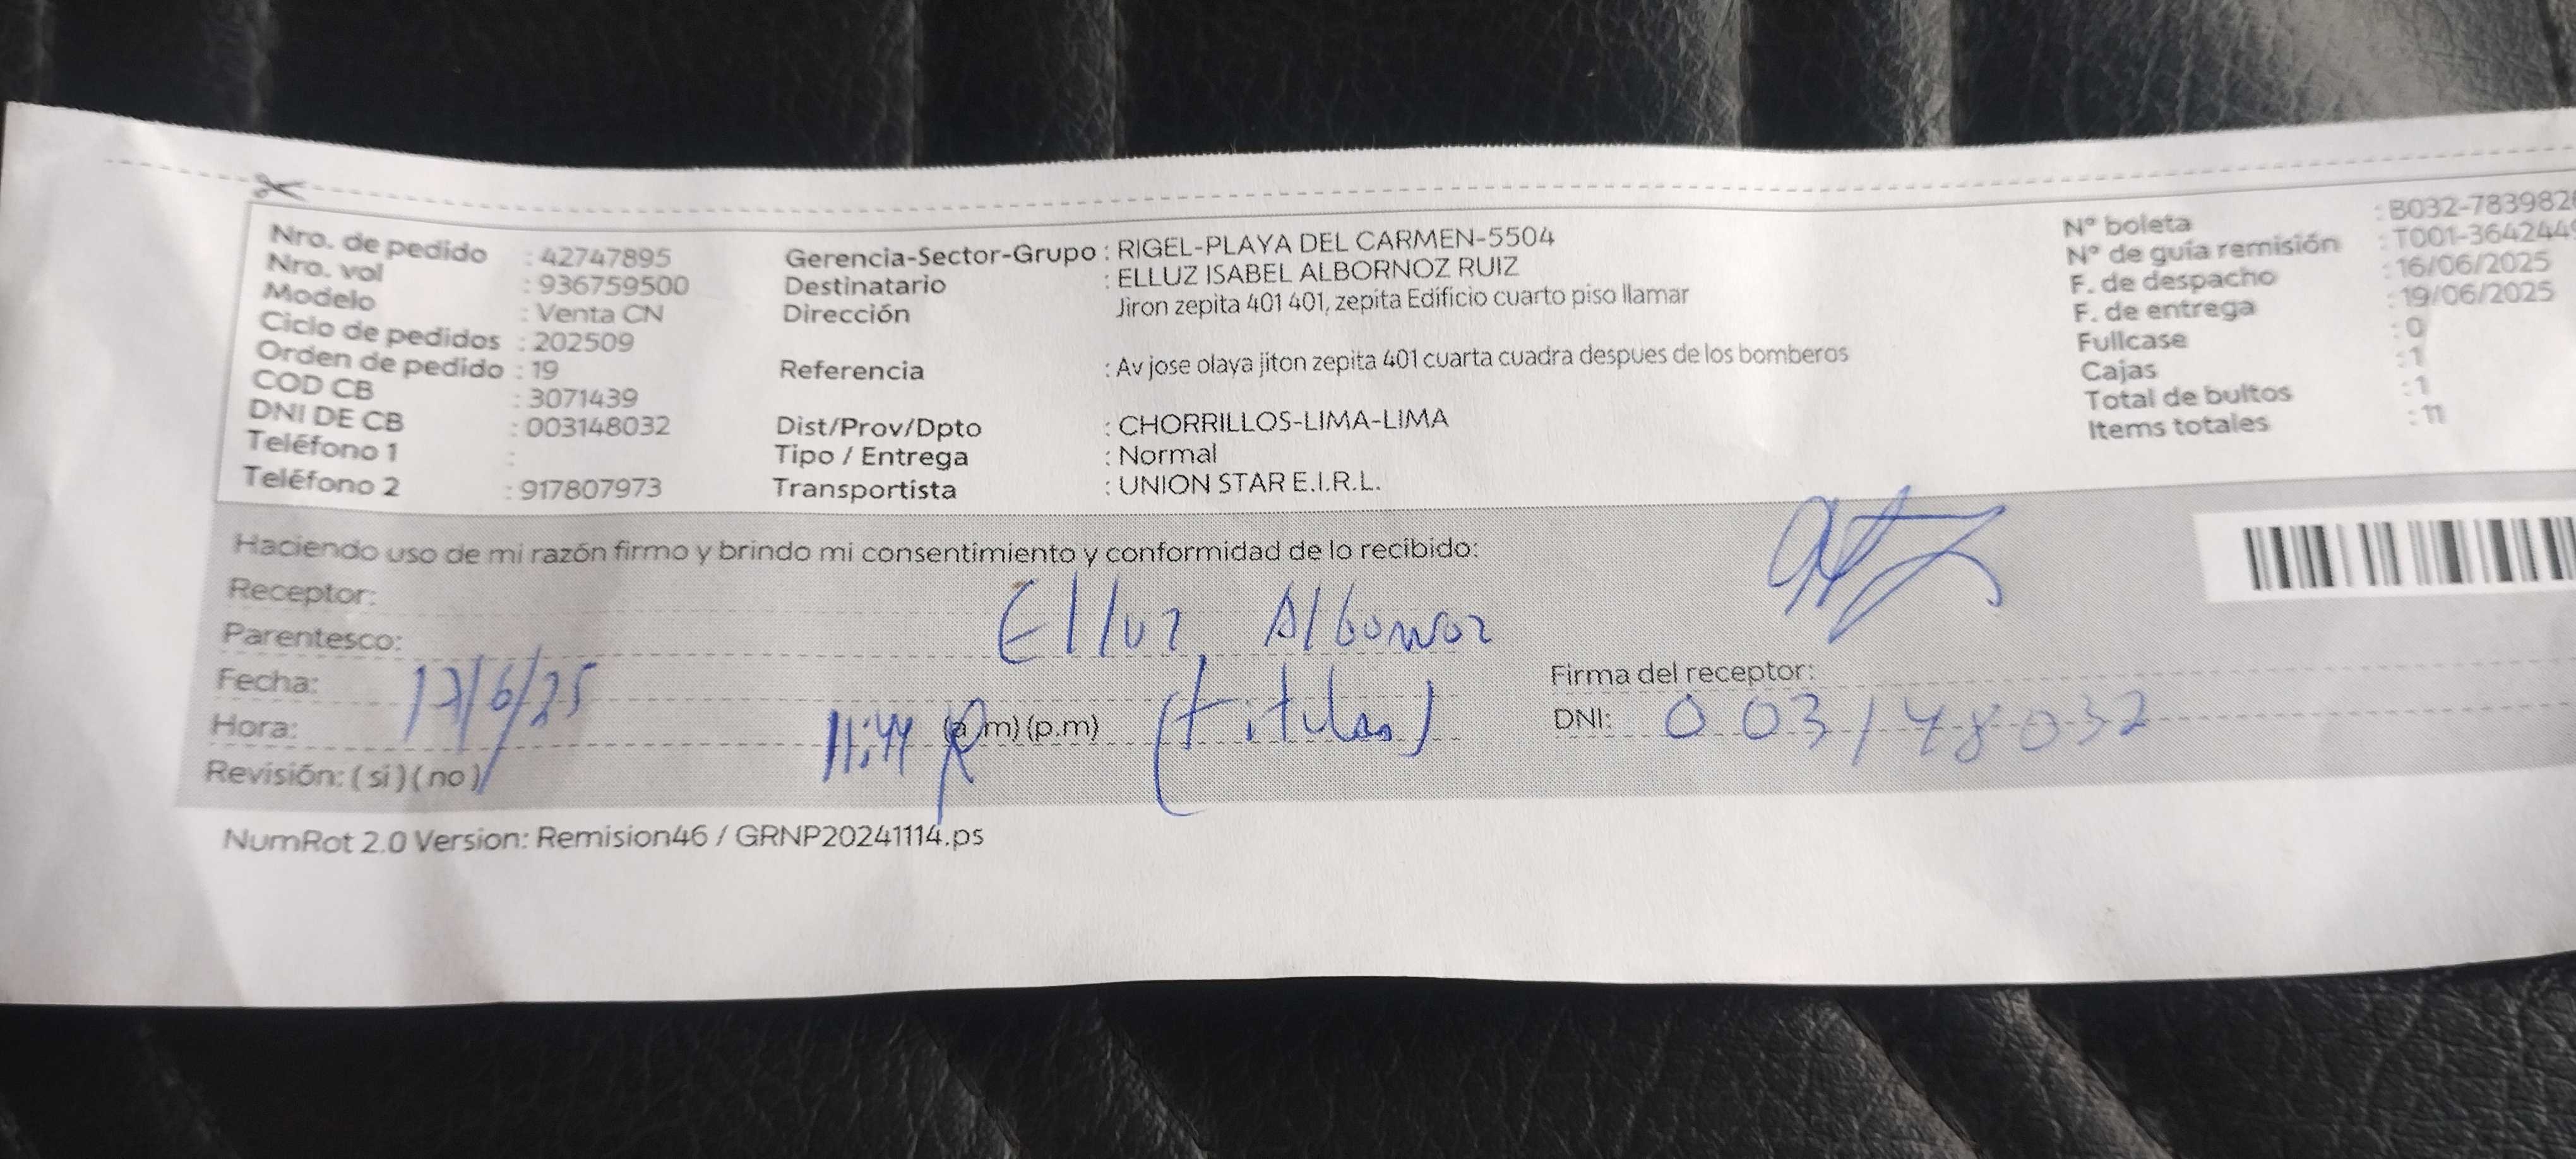 Nro. de pedido : 42747895
Nro. vol : 936759500
Modelo : Venta CN
Ciclo de pedidos : 202509
Orden de pedido : 19
COD CB : 3071439
DNI DE CB : 003148032
Teléfono 1 :
Teléfono 2 : 917807973
Gerencia-Sector-Grupo : RIGEL-PLAYA DEL CARMEN-5504
Destinatario : ELLUZ ISABEL ALBORNOZ RUIZ
Dirección Jiron zepita 401 401, zepita Edificio cuarto piso llamar
Referencia : Av jose olaya jiton zepita 401 cuarta cuadra despues de los bomberos
Dist/Prov/Dpto : CHORRILLOS-LIMA-LIMA
Tipo / Entrega : Normal
Transportista : UNION STAR E.I.R.L.
Nº boleta : B032-783982
Nº de guía remisión : T001-364244
F. de despacho : 16/06/2025
F. de entrega : 19/06/2025
Fullcase : 0
Cajas : 1
Total de bultos : 1
Items totales : 11
Haciendo uso de mi razón firmo y brindo mi consentimiento y conformidad de lo recibido:
Receptor: Elluz Albornoz
Parentesco: (titular)
Fecha: 17/6/25
Hora: 11:44 (a.m) (p.m)
Revisión: (si) (no)
Firma del receptor:
DNI: 003148032
NumRot 2.0 Version: Remision46 / GRNP20241114.ps